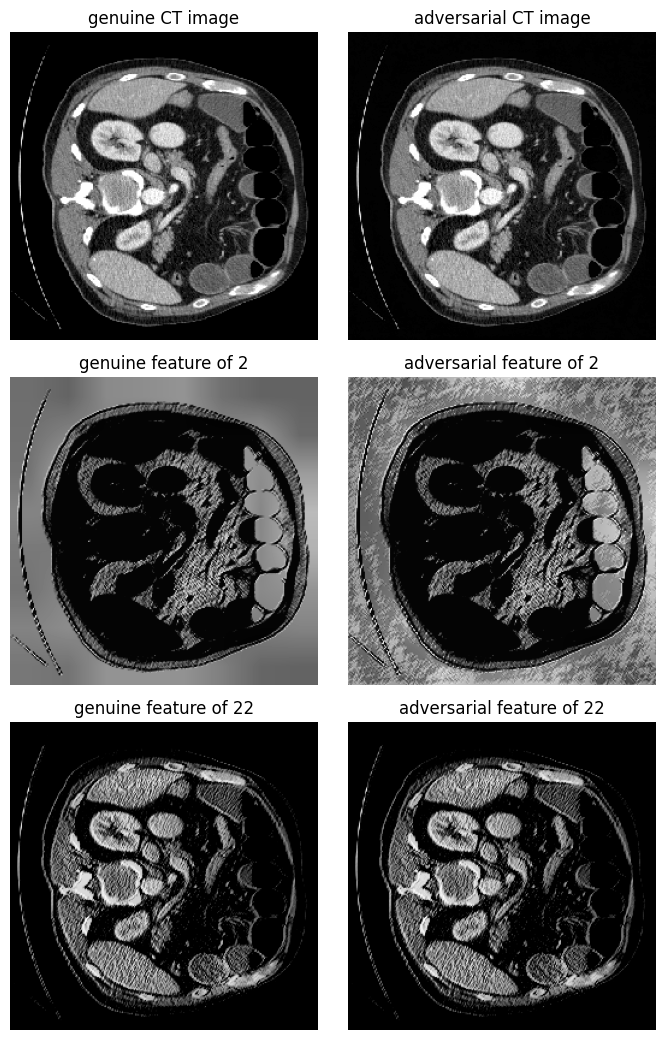 genuine CT image
adversarial CT image
genuine feature of 2
adversarial feature of 2
genuine feature of 22
adversarial feature of 22